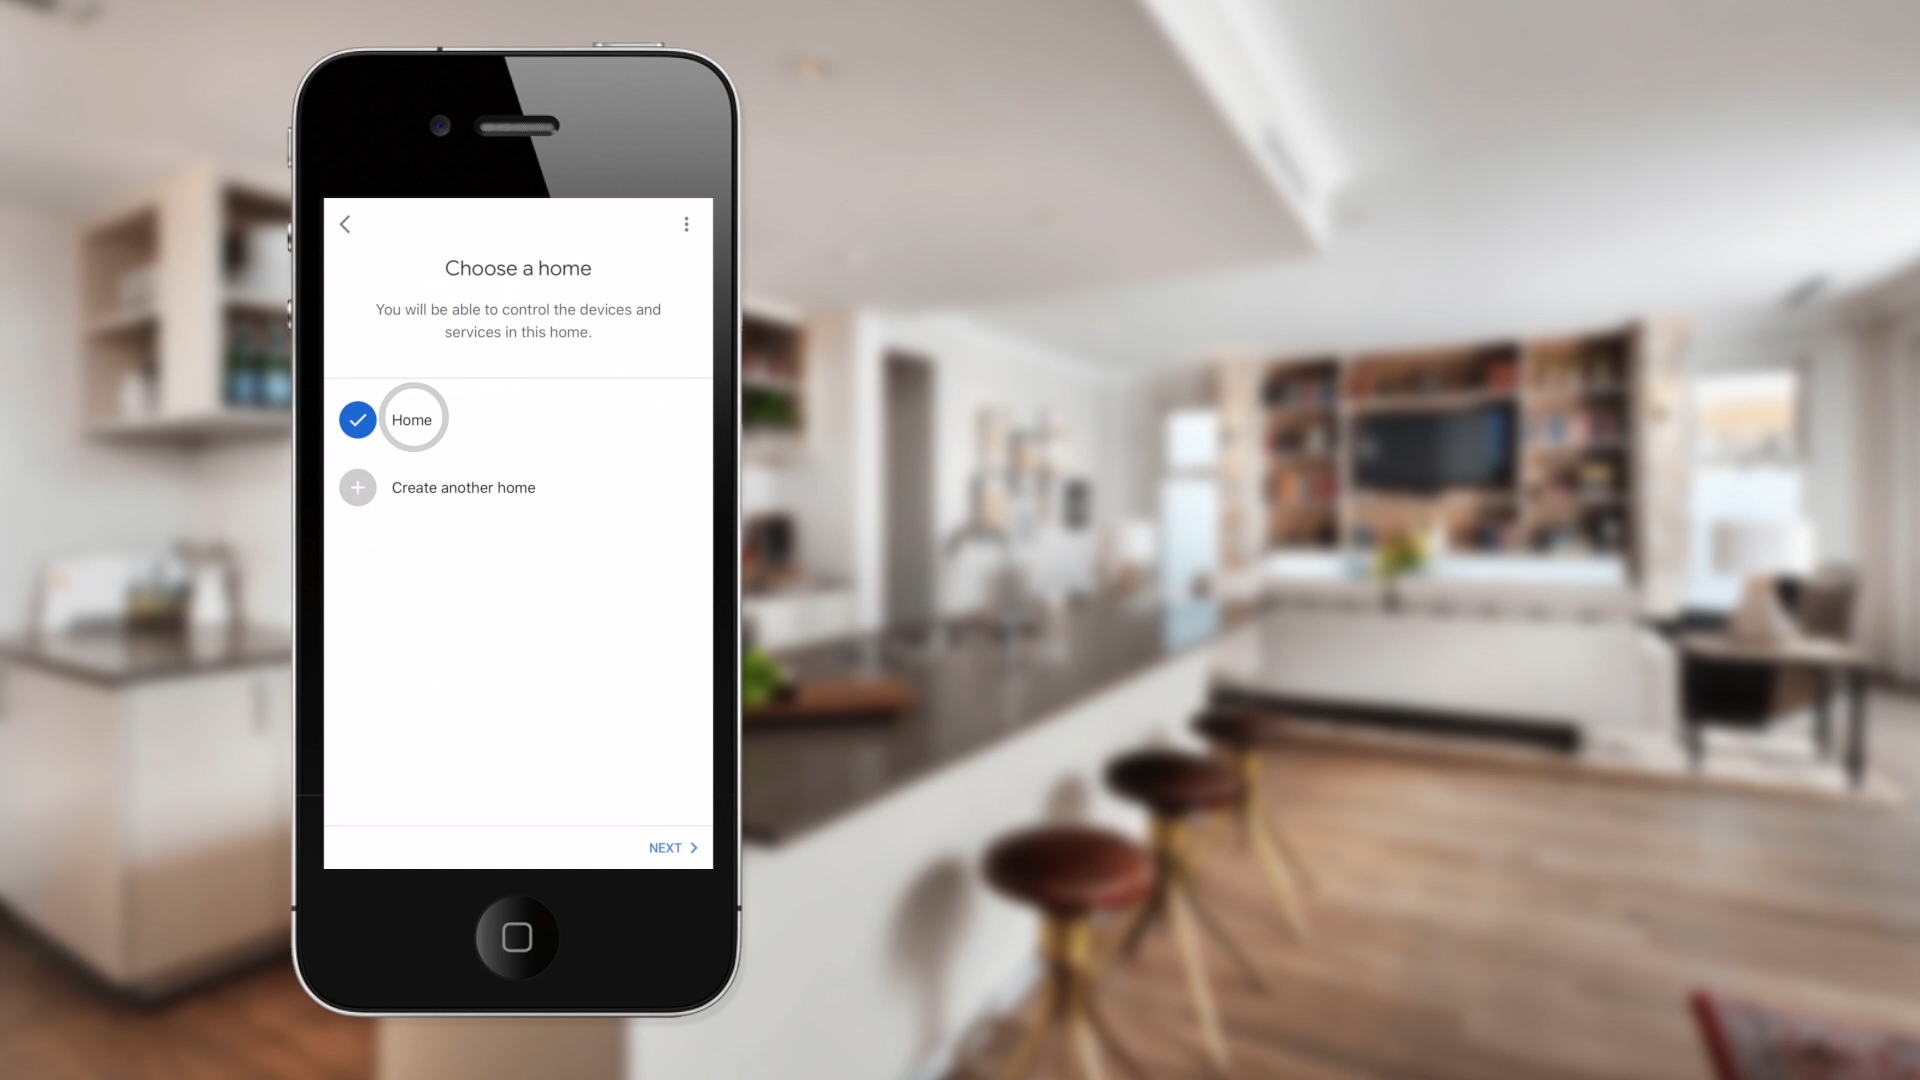 Choose a home
You will be able to control the devices and
services in this home.
Home
Create another home
NEXT